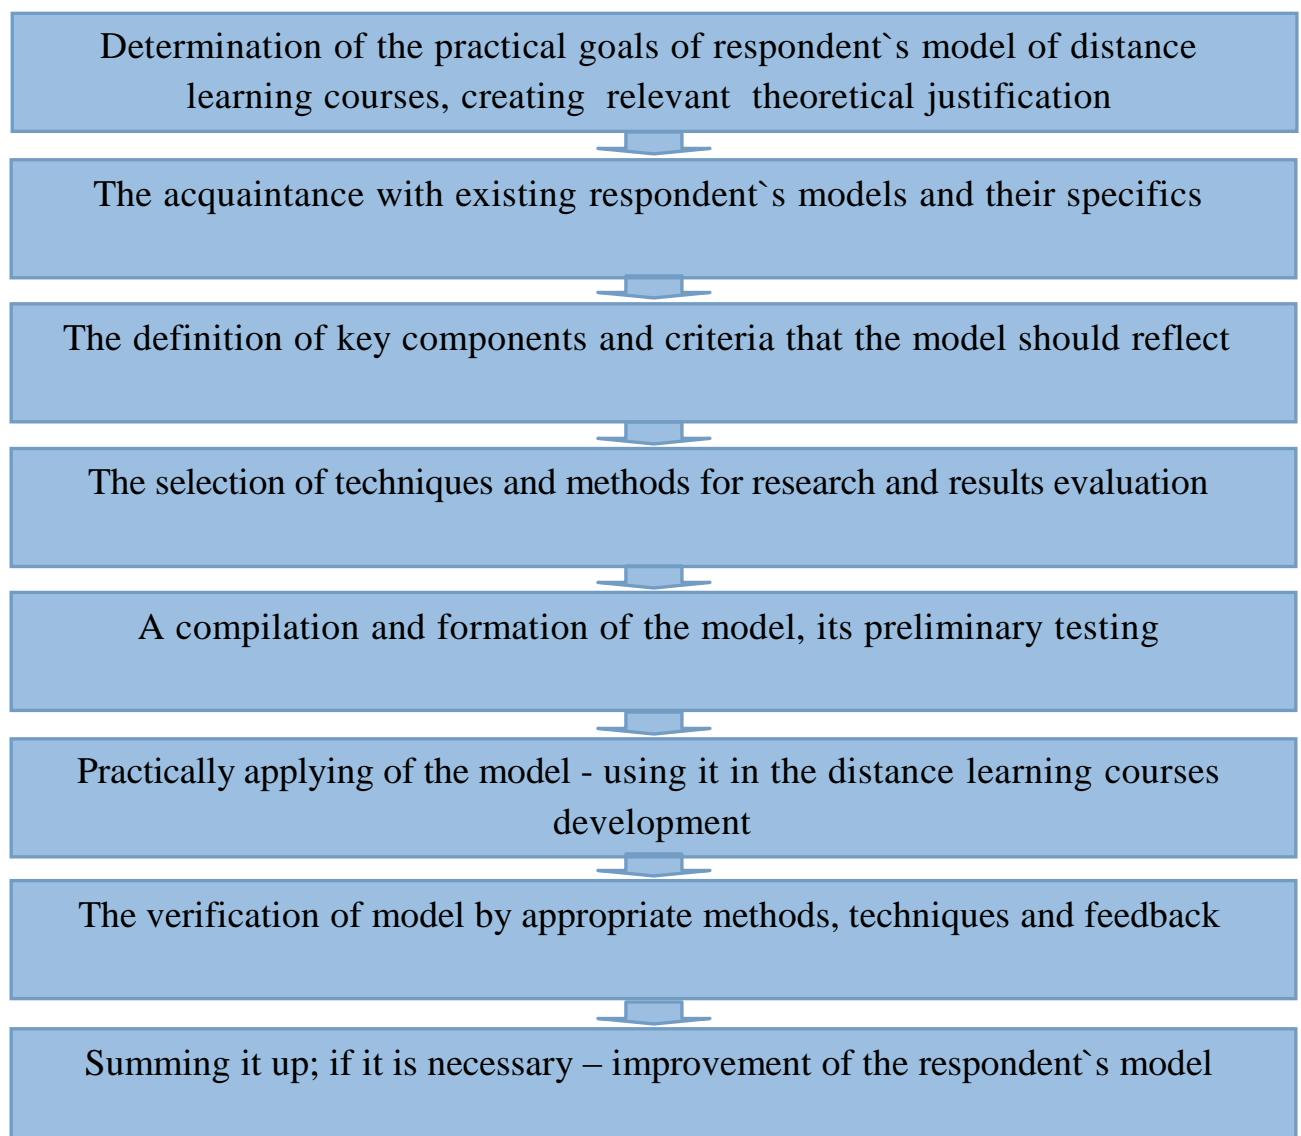 Determination of the practical goals of respondent`s model of distance
learning courses, creating relevant theoretical justification
The acquaintance with existing respondent`s models and their specifics
The definition of key components and criteria that the model should reflect
The selection of techniques and methods for research and results evaluation
A compilation and formation of the model, its preliminary testing
Practically applying of the model - using it in the distance learning courses
development
The verification of model by appropriate methods, techniques and feedback
Summing it up; if it is necessary – improvement of the respondent`s model